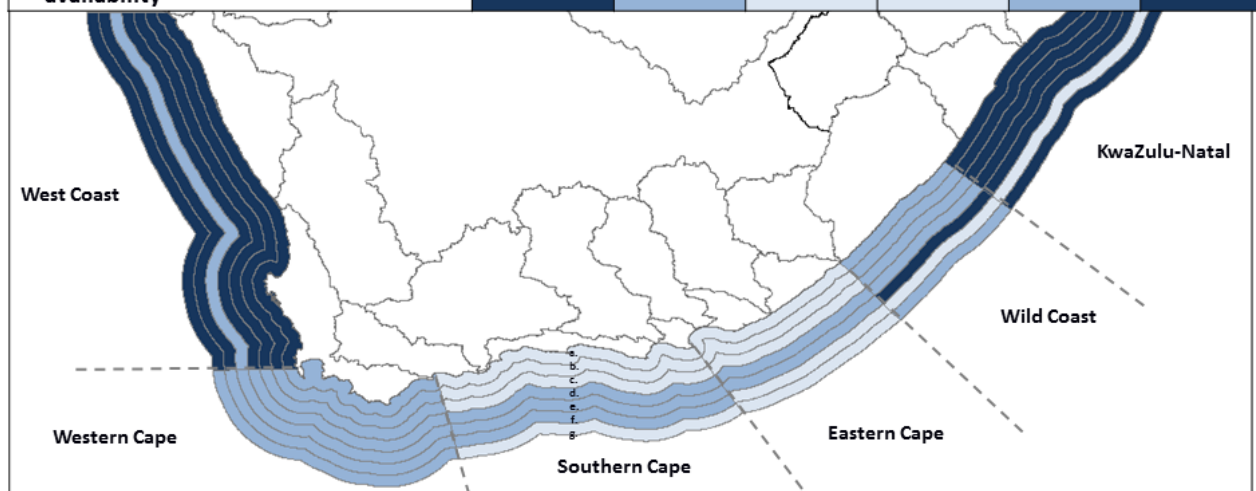 availability
KwaZulu-Natal
West Coast
Wild Coast
a.
b.
c.
d.
e.
f.
g.
Western Cape
Eastern Cape
Southern Cape